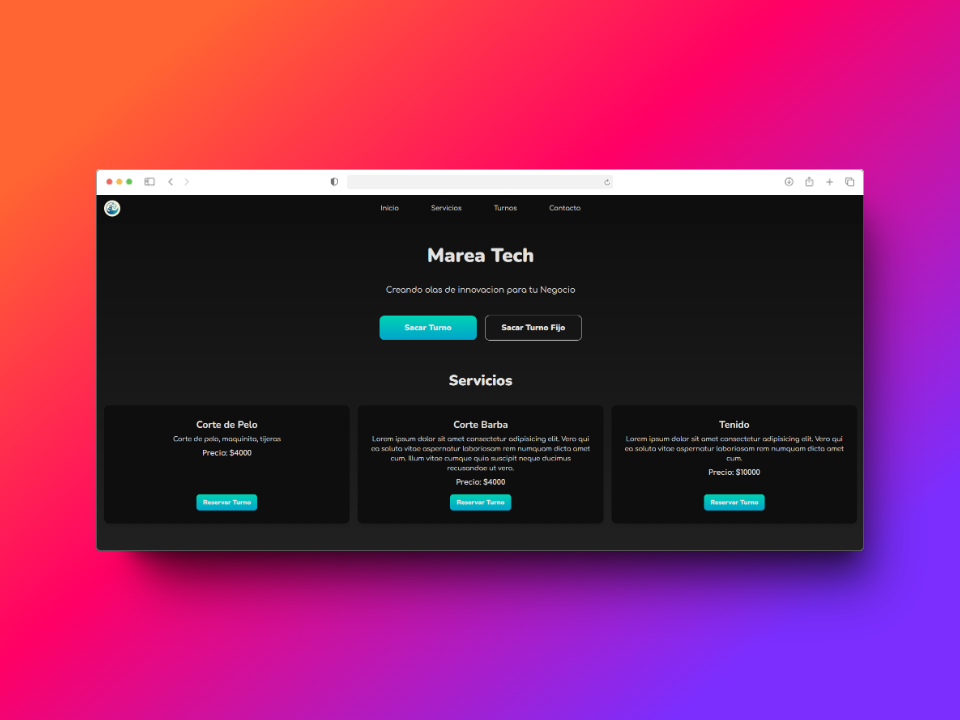 Inicio Servicios Turnos Contacto
Marea Tech
Creando olas de innovacion para tu Negocio
Sacar Turno Sacar Turno Fijo
Servicios
Corte de Pelo
Corte de pelo, maquinita, tijeras
Precio: $4000
Reservar Turno
Corte Barba
Lorem ipsum dolor sit amet consectetur adipisicing elit. Vero qui
ea soluta vitae aspernatur laboriosam rem numquam dicta amet
cum. Illum vitae cumque quia suscipit neque ducimus
recusandae ut vero.
Precio: $4000
Reservar Turno
Tenido
Lorem ipsum dolor sit amet consectetur adipisicing elit. Vero qui
ea soluta vitae aspernatur laboriosam rem numquam dicta amet
cum.
Precio: $10000
Reservar Turno